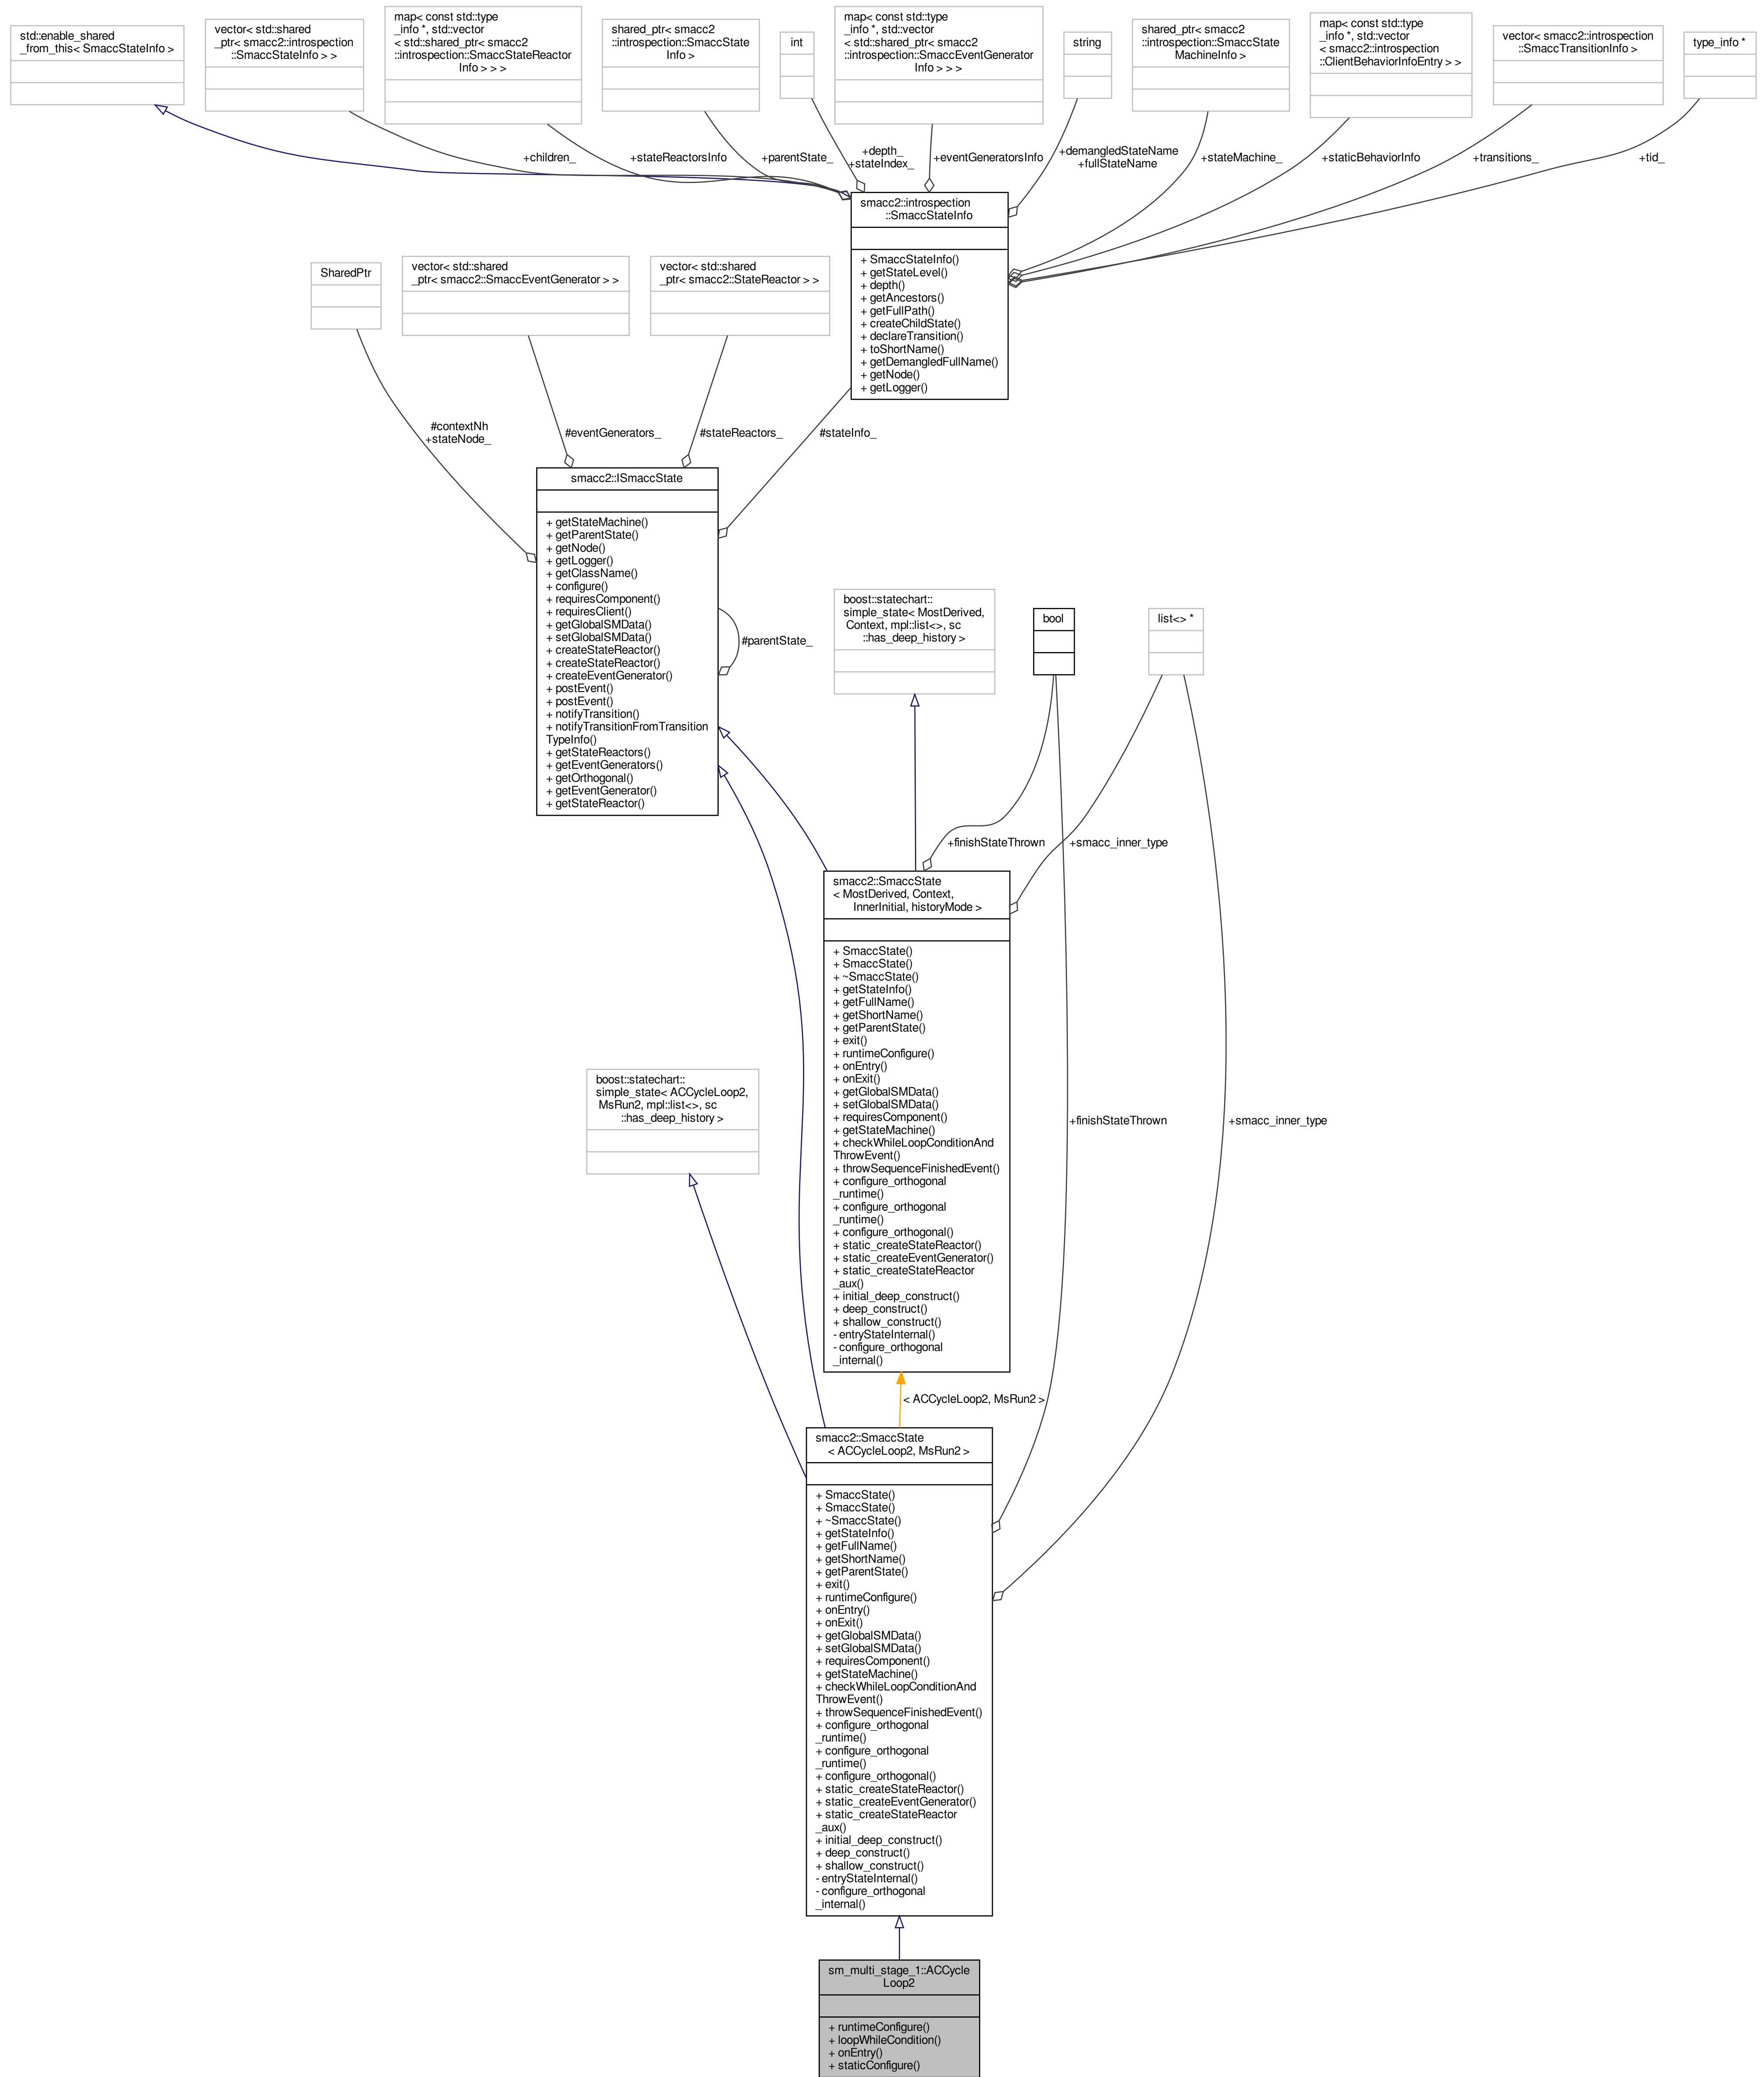 std::enable_shared
_from_this< SmaccStateInfo >
vector< std::shared
_ptr< smacc2::introspection
::SmaccStateInfo > >
map< const std::type
_info *, std::vector
< std::shared_ptr< smacc2
::introspection::SmaccStateReactor
Info > > >
shared_ptr< smacc2
::introspection::SmaccState
Info >
int
map< const std::type
_info *, std::vector
< std::shared_ptr< smacc2
::introspection::SmaccEventGenerator
Info > > >
string
shared_ptr< smacc2
::introspection::SmaccState
MachineInfo >
map< const std::type
_info *, std::vector
< smacc2::introspection
::ClientBehaviorInfoEntry > >
vector< smacc2::introspection
::SmaccTransitionInfo >
type_info *
+children_
+stateReactorsInfo
+parentState_
+depth_
+stateIndex_
+eventGeneratorsInfo
+demangledStateName
+fullStateName
+stateMachine_
+staticBehaviorInfo
+transitions_
+tid_
smacc2::introspection
::SmaccStateInfo
+ SmaccStateInfo()
+ getStateLevel()
+ depth()
+ getAncestors()
+ getFullPath()
+ createChildState()
+ declareTransition()
+ toShortName()
+ getDemangledFullName()
+ getNode()
+ getLogger()
SharedPtr
vector< std::shared
_ptr< smacc2::SmaccEventGenerator > >
vector< std::shared
_ptr< smacc2::StateReactor > >
#contextNh
+stateNode_
#eventGenerators_
#stateReactors_
#stateInfo_
smacc2::ISmaccState
+ getStateMachine()
+ getParentState()
+ getNode()
+ getLogger()
+ getClassName()
+ configure()
+ requiresComponent()
+ requiresClient()
+ getGlobalSMData()
+ setGlobalSMData()
+ createStateReactor()
+ createStateReactor()
+ createEventGenerator()
+ postEvent()
+ postEvent()
+ notifyTransition()
+ notifyTransitionFromTransition
TypeInfo()
+ getStateReactors()
+ getEventGenerators()
+ getOrthogonal()
+ getEventGenerator()
+ getStateReactor()
#parentState_
boost::statechart::
simple_state< MostDerived,
Context, mpl::list<>, sc
::has_deep_history >
bool
list<> *
+finishStateThrown
+smacc_inner_type
smacc2::SmaccState
< MostDerived, Context,
InnerInitial, historyMode >
+ SmaccState()
+ SmaccState()
+ ~SmaccState()
+ getStateInfo()
+ getFullName()
+ getShortName()
+ getParentState()
+ exit()
+ runtimeConfigure()
+ onEntry()
+ onExit()
+ getGlobalSMData()
+ setGlobalSMData()
+ requiresComponent()
+ getStateMachine()
+ checkWhileLoopConditionAnd
ThrowEvent()
+ throwSequenceFinishedEvent()
+ configure_orthogonal
_runtime()
+ configure_orthogonal
_runtime()
+ configure_orthogonal()
+ static_createStateReactor()
+ static_createEventGenerator()
+ static_createStateReactor
_aux()
+ initial_deep_construct()
+ deep_construct()
+ shallow_construct()
- entryStateInternal()
- configure_orthogonal
_internal()
boost::statechart::
simple_state< ACCycleLoop2,
MsRun2, mpl::list<>, sc
::has_deep_history >
+finishStateThrown
+smacc_inner_type
< ACCycleLoop2, MsRun2 >
smacc2::SmaccState
< ACCycleLoop2, MsRun2 >
+ SmaccState()
+ SmaccState()
+ ~SmaccState()
+ getStateInfo()
+ getFullName()
+ getShortName()
+ getParentState()
+ exit()
+ runtimeConfigure()
+ onEntry()
+ onExit()
+ getGlobalSMData()
+ setGlobalSMData()
+ requiresComponent()
+ getStateMachine()
+ checkWhileLoopConditionAnd
ThrowEvent()
+ throwSequenceFinishedEvent()
+ configure_orthogonal
_runtime()
+ configure_orthogonal
_runtime()
+ configure_orthogonal()
+ static_createStateReactor()
+ static_createEventGenerator()
+ static_createStateReactor
_aux()
+ initial_deep_construct()
+ deep_construct()
+ shallow_construct()
- entryStateInternal()
- configure_orthogonal
_internal()
sm_multi_stage_1::ACCycle
Loop2
+ runtimeConfigure()
+ loopWhileCondition()
+ onEntry()
+ staticConfigure()